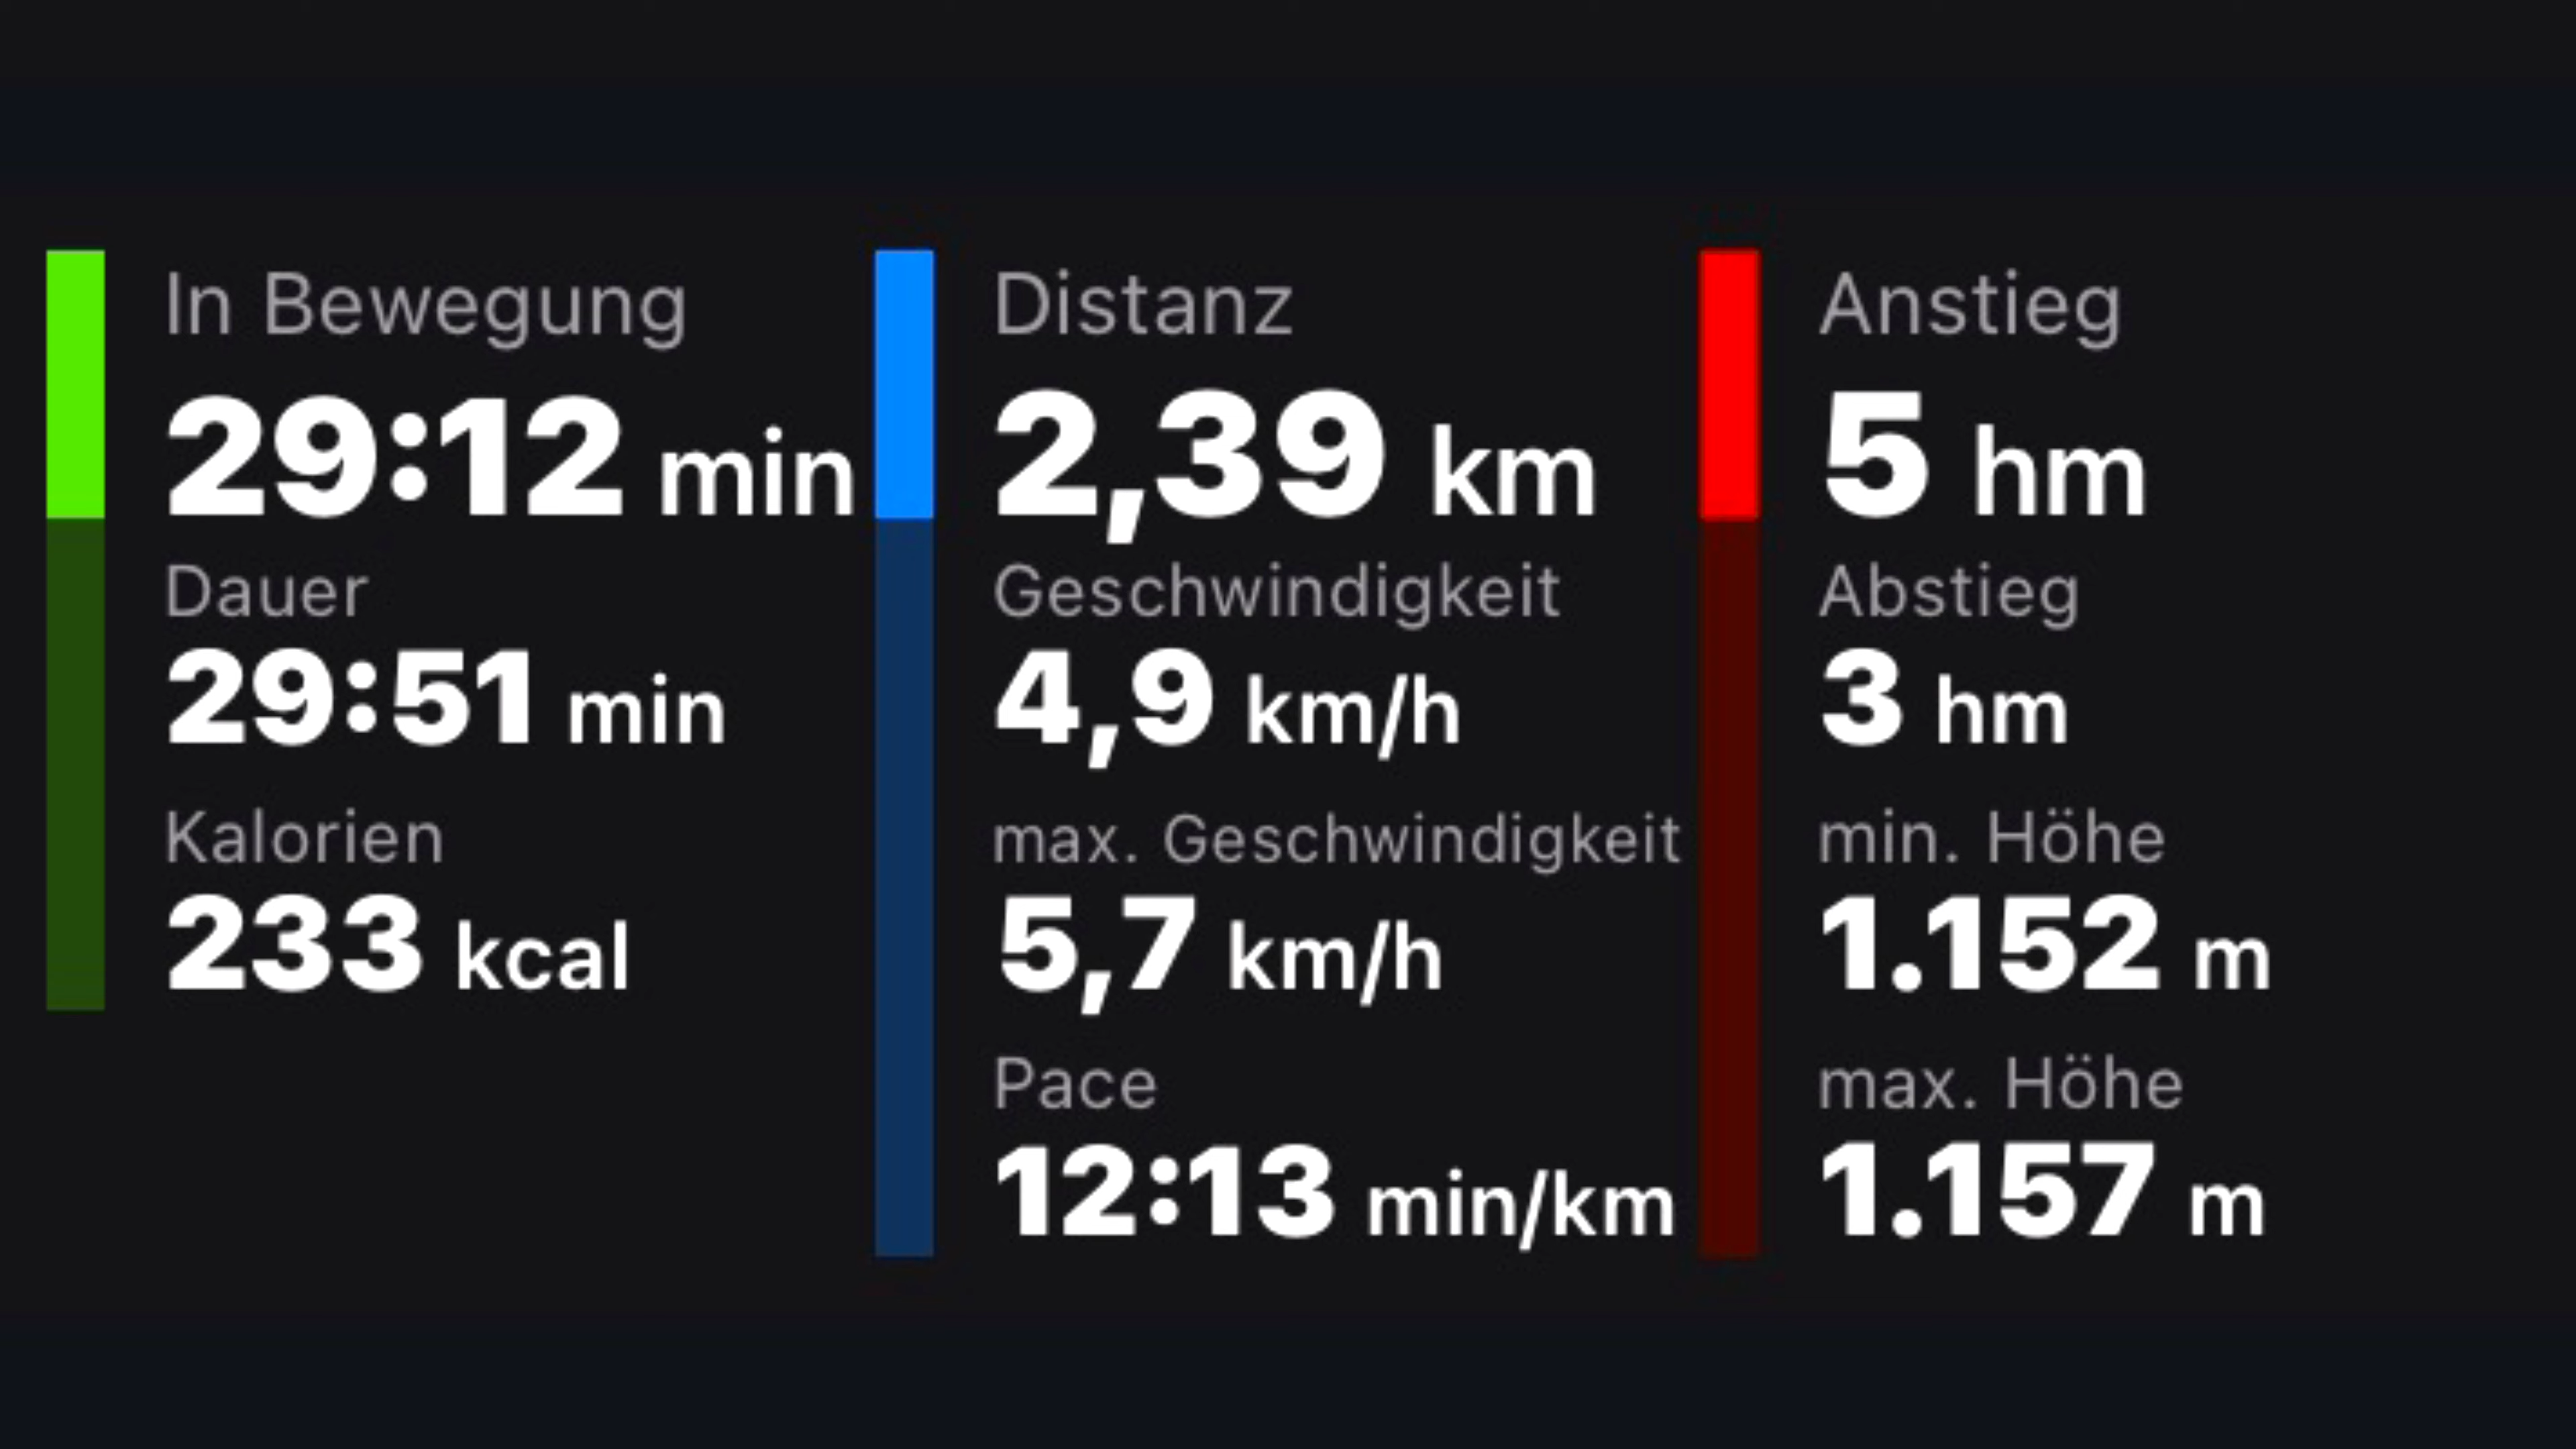 In Bewegung
29:12 min
Dauer
29:51 min
Kalorien
233 kcal
Distanz
2,39 km
Geschwindigkeit
4,9 km/h
max. Geschwindigkeit
5,7 km/h
Pace
12:13 min/km
Anstieg
5 hm
Abstieg
3 hm
min. Höhe
1.152 m
max. Höhe
1.157 m